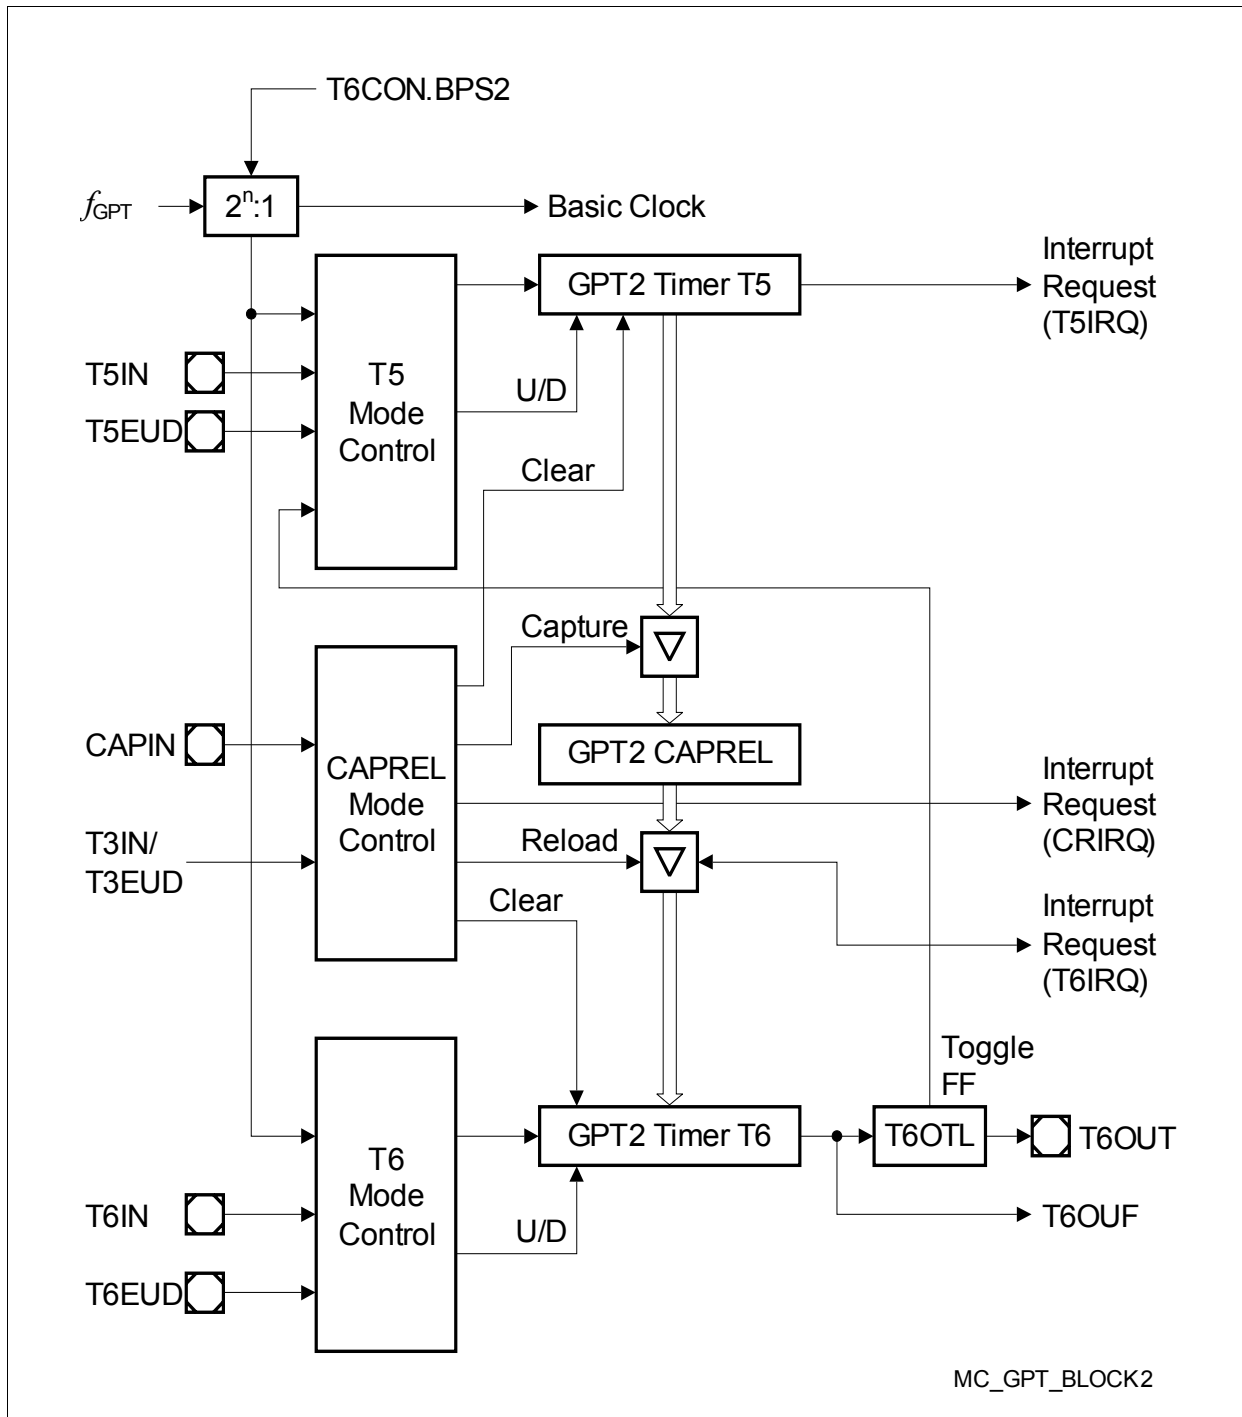 T6CON.BPS2
fGPT
2n:1
Basic Clock
Interrupt
Request
(T5IRQ)
GPT2 Timer T5
T5
Mode
Control
T5IN
T5EUD
U/D
Clear
Capture
CAPIN
CAPREL
Mode
Control
GPT2 CAPREL
Interrupt
Request
(CRIRQ)
T3IN/
T3EUD
Reload
Clear
Interrupt
Request
(T6IRQ)
Toggle
FF
GPT2 Timer T6
T6OTL
T6OUT
T6
Mode
Control
T6IN
U/D
T6OUF
T6EUD
MC_GPT_BLOCK2